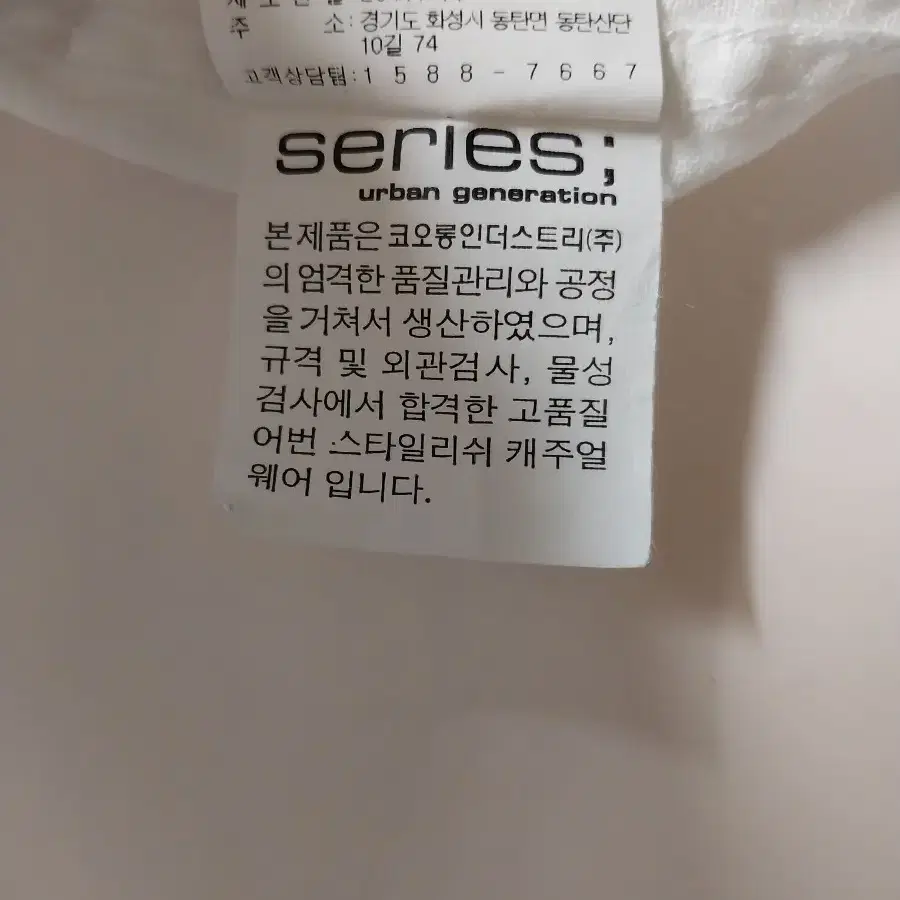 주 소: 경기도 화성시 동탄면 동탄산단
10길 74
고객상담팀: 1 5 8 8 - 7 6 6 7
series;
urban generation
본 제품은 코오롱인더스트리(주)
의 엄격한 품질관리와 공정
을 거쳐서 생산하였으며,
규격 및 외관검사, 물성
검사에서 합격한 고품질
어번 스타일리쉬 캐주얼
웨어 입니다.